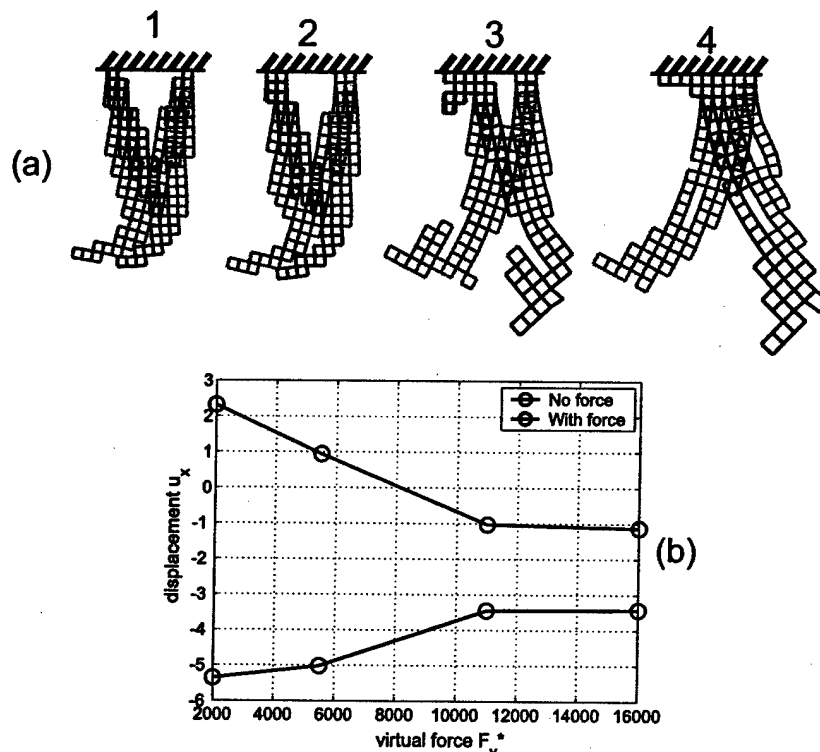 1 2 3 4
(a)
3
2
1
0
-1
-2
-3
-4
-5
-6
displacement u_x
No force
With force
(b)
2000 4000 6000 8000 10000 12000 14000 16000
virtual force F_x*